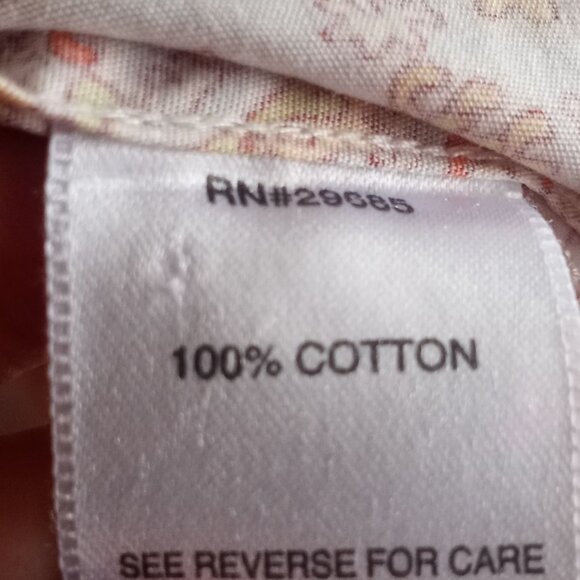 RN#29685
100% COTTON
SEE REVERSE FOR CARE